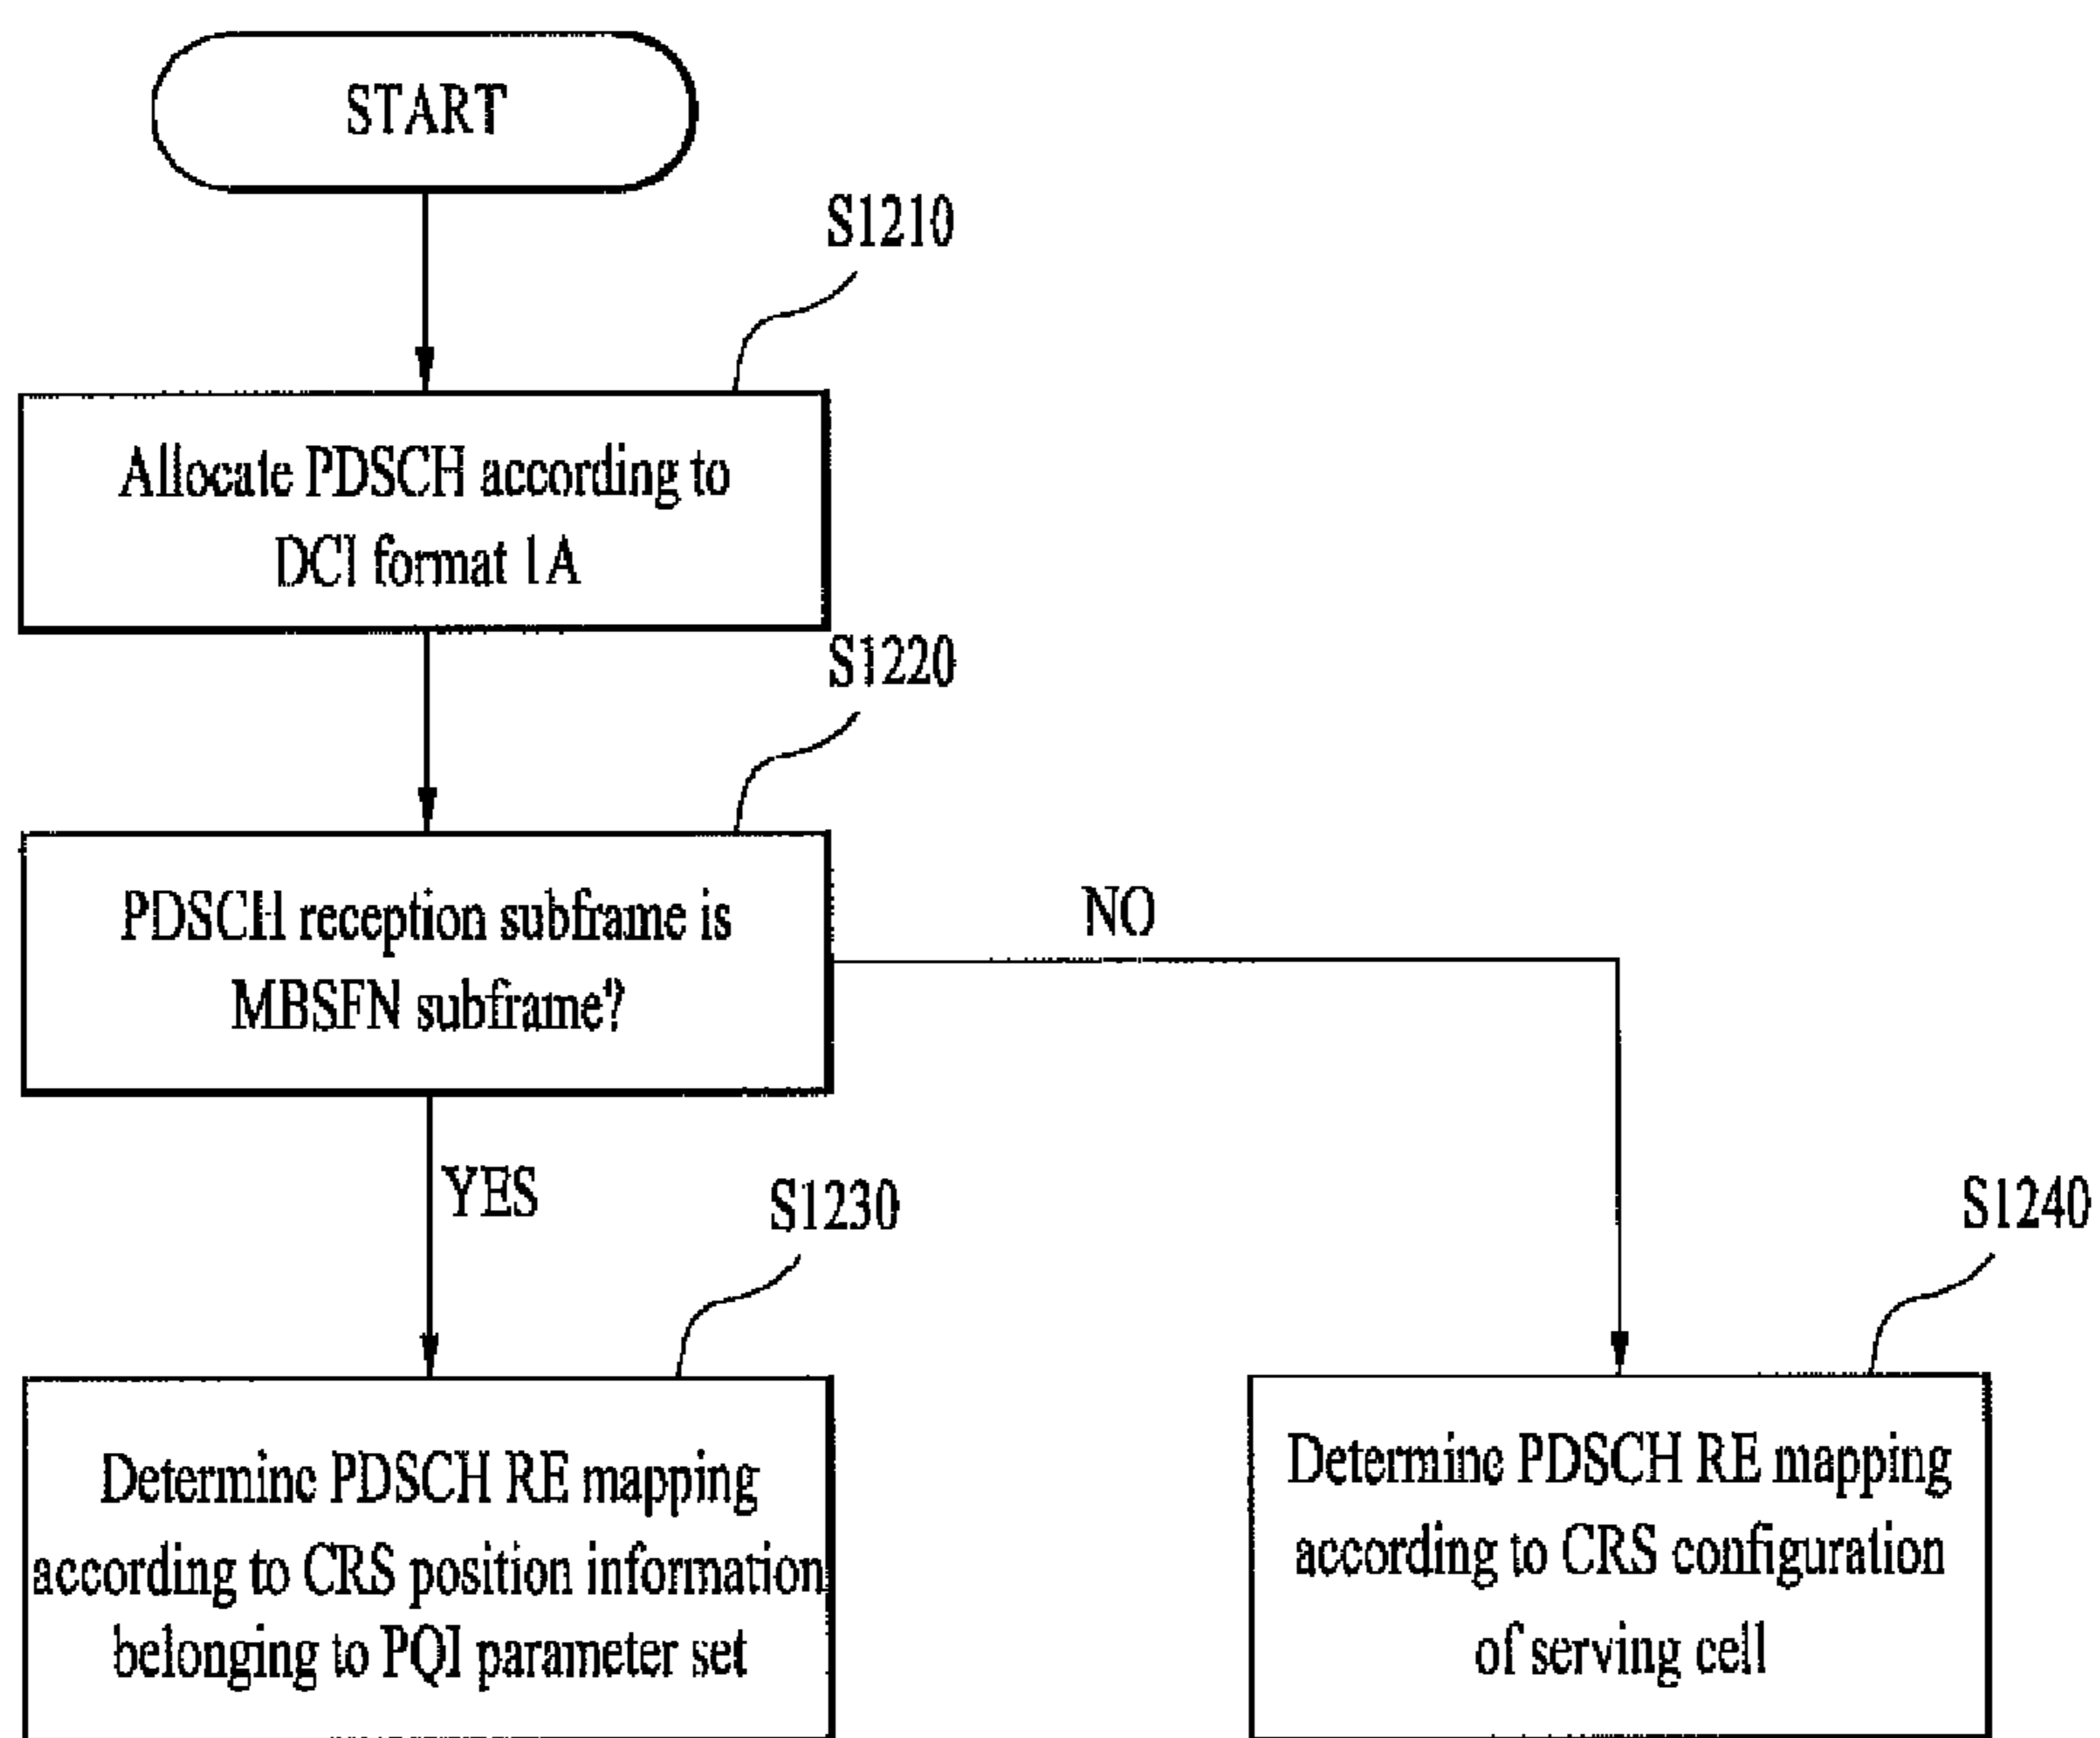 START
S1210
Allocate PDSCH according to
DCI format 1A
S1220
PDSCH reception subframe is
MBSFN subframe?
NO
YES
S1230
S1240
Determine PDSCH RE mapping
according to CRS position information
belonging to PQI parameter set
Determine PDSCH RE mapping
according to CRS configuration
of serving cell